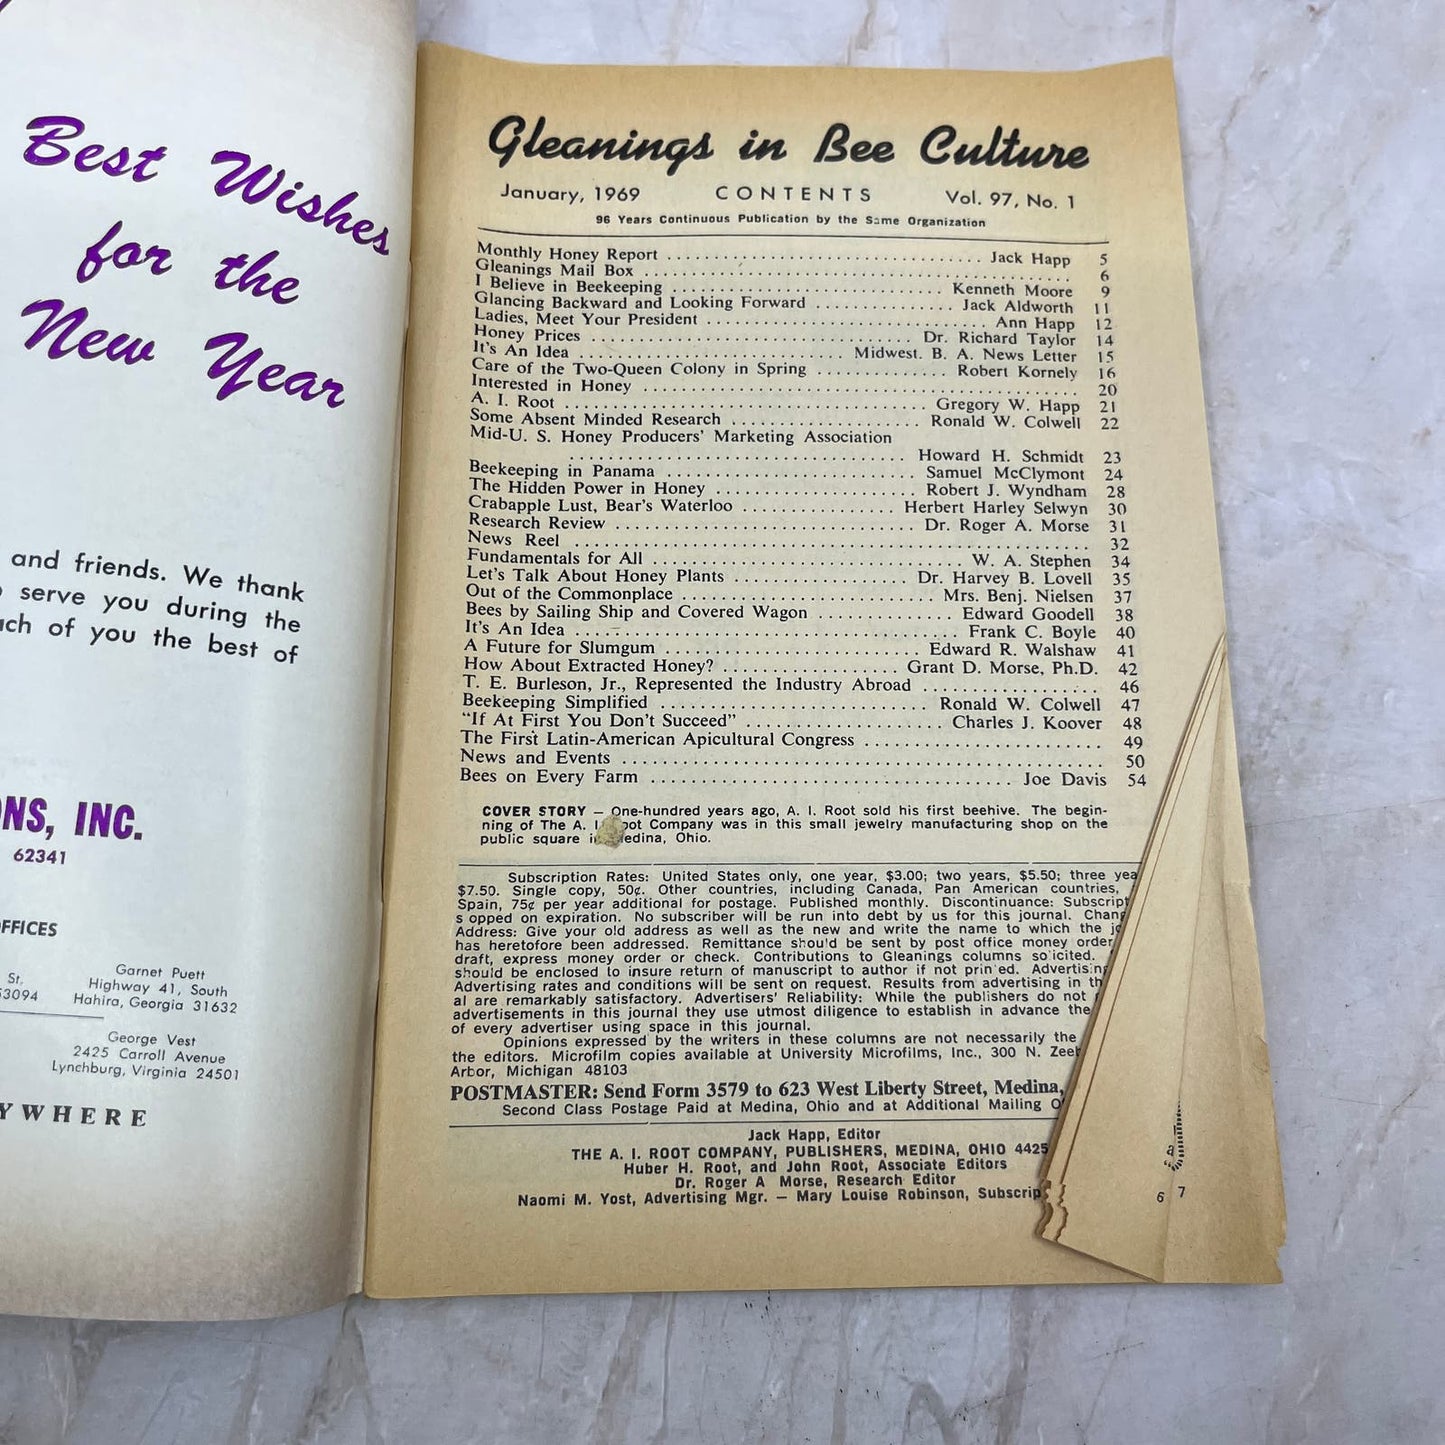 Best Wishes
for the
New Year
and friends. We thank
serve you during the
ach of you the best of
ONS, INC.
62341
FFICES
St.
53094
Garnet Puett
Highway 41, South
Hahira, Georgia 31632
George Vest
2425 Carroll Avenue
Lynchburg, Virginia 24501
YWHERE
Gleanings in Bee Culture
January, 1969 CONTENTS Vol. 97, No. 1
96 Years Continuous Publication by the Same Organization
Monthly Honey Report . . . . . Jack Happ 5
Gleanings Mail Box . . . . . 6
I Believe in Beekeeping . . . . . Kenneth Moore 9
Glancing Backward and Looking Forward . . . . . Jack Aldworth 11
Ladies, Meet Your President . . . . . Ann Happ 12
Honey Prices . . . . . Dr. Richard Taylor 14
It's An Idea . . . . . Midwest. B. A. News Letter 15
Care of the Two-Queen Colony in Spring . . . . . Robert Kornely 16
Interested in Honey . . . . . 20
A. I. Root . . . . . Gregory W. Happ 21
Some Absent Minded Research . . . . . Ronald W. Colwell 22
Mid-U. S. Honey Producers' Marketing Association
. . . . . Howard H. Schmidt 23
Beekeeping in Panama . . . . . Samuel McClymont 24
The Hidden Power in Honey . . . . . Robert J. Wyndham 28
Crabapple Lust, Bear's Waterloo . . . . . Herbert Harley Selwyn 30
Research Review . . . . . Dr. Roger A. Morse 31
News Reel . . . . . 32
Fundamentals for All . . . . . W. A. Stephen 34
Let's Talk About Honey Plants . . . . . Dr. Harvey B. Lovell 35
Out of the Commonplace . . . . . Mrs. Benj. Nielsen 37
Bees by Sailing Ship and Covered Wagon . . . . . Edward Goodell 38
It's An Idea . . . . . Frank C. Boyle 40
A Future for Slumgum . . . . . Edward R. Walshaw 41
How About Extracted Honey? . . . . . Grant D. Morse, Ph.D. 42
T. E. Burleson, Jr., Represented the Industry Abroad . . . . . 46
Beekeeping Simplified . . . . . Ronald W. Colwell 47
"If At First You Don't Succeed" . . . . . Charles J. Koover 48
The First Latin-American Apicultural Congress . . . . . 49
News and Events . . . . . 50
Bees on Every Farm . . . . . Joe Davis 54
COVER STORY — One-hundred years ago, A. I. Root sold his first beehive. The begin-
ning of The A. I. Root Company was in this small jewelry manufacturing shop on the
public square in Medina, Ohio.
Subscription Rates: United States only, one year, $3.00; two years, $5.50; three yea
$7.50. Single copy, 50¢. Other countries, including Canada, Pan American countries,
Spain, 75¢ per year additional for postage. Published monthly. Discontinuance: Subscript
s opped on expiration. No subscriber will be run into debt by us for this journal. Chang
Address: Give your old address as well as the new and write the name to which the jo
has heretofore been addressed. Remittance should be sent by post office money order
draft, express money order or check. Contributions to Gleanings columns solicited.
should be enclosed to insure return of manuscript to author if not prin ed. Advertising
Advertising rates and conditions will be sent on request. Results from advertising in th
al are remarkably satisfactory. Advertisers' Reliability: While the publishers do not
advertisements in this journal they use utmost diligence to establish in advance the
of every advertiser using space in this journal.
Opinions expressed by the writers in these columns are not necessarily the
the editors. Microfilm copies available at University Microfilms, Inc., 300 N. Zeeb
Arbor, Michigan 48103
POSTMASTER: Send Form 3579 to 623 West Liberty Street, Medina,
Second Class Postage Paid at Medina, Ohio and at Additional Mailing O
Jack Happ, Editor
THE A. I. ROOT COMPANY, PUBLISHERS, MEDINA, OHIO 4425
Huber H. Root, and John Root, Associate Editors
Dr. Roger A Morse, Research Editor
Naomi M. Yost, Advertising Mgr. — Mary Louise Robinson, Subscrip
6 7